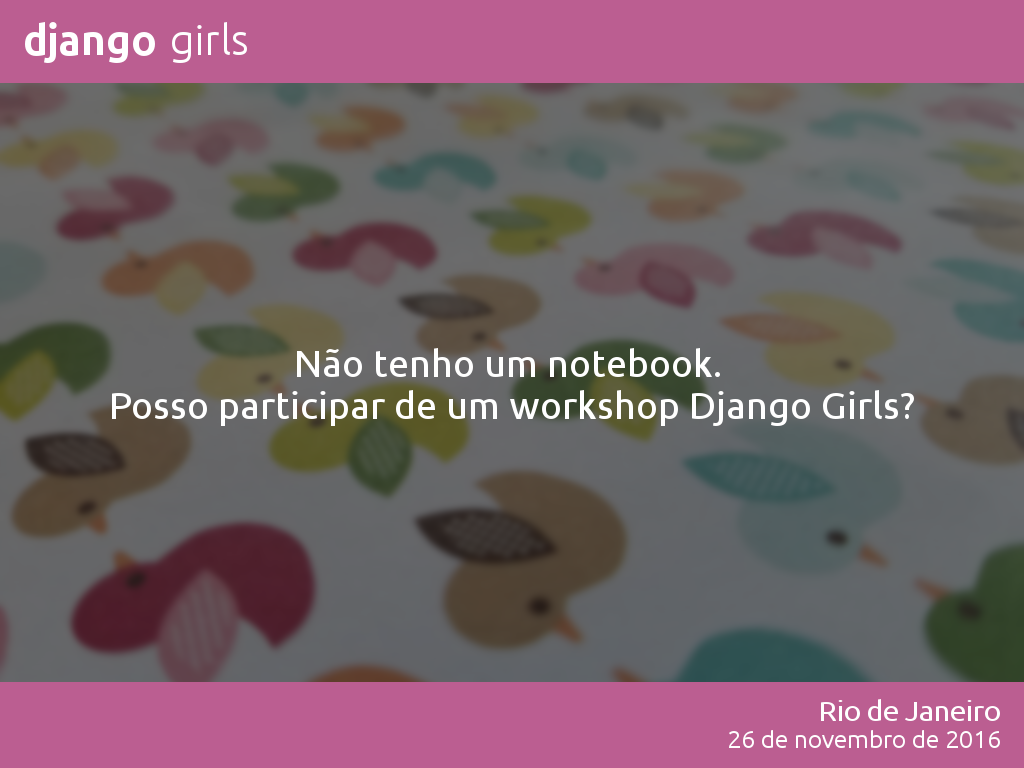 django girls
Não tenho um notebook.
Posso participar de um workshop Django Girls?
Rio de Janeiro
26 de novembro de 2016